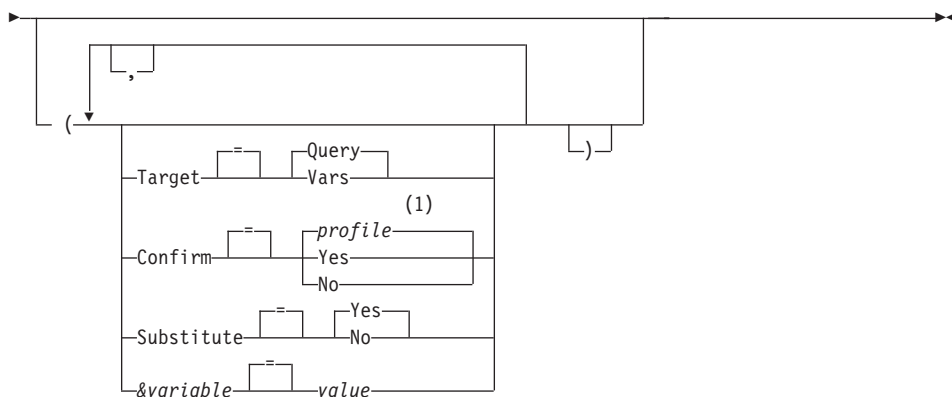 ,
(
)
=
Query
Target
Vars
(1)
=
profile
Confirm
Yes
No
=
Yes
Substitute
No
=
&variable
value